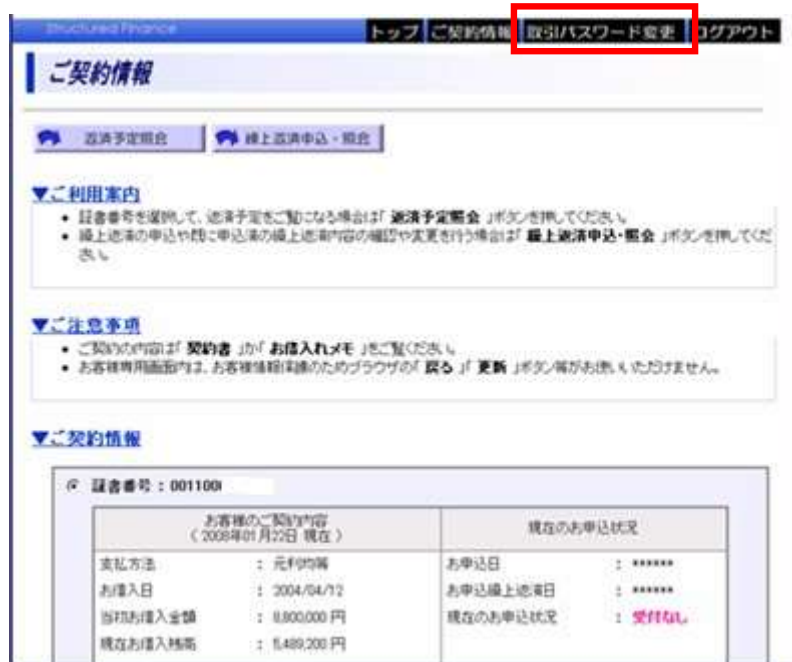 Structured Finance
トップ ご契約情報 取引パスワード変更 ログアウト
ご契約情報
返済予定照会 繰上返済申込・照会
▼ご利用案内
• 証書番号を選択して、返済予定をご覧になる場合は「 返済予定照会 」ボタンを押してください。
• 繰上返済の申込や既に申込済の繰上返済内容の確認や変更を行う場合は「 繰上返済申込・照会 」ボタンを押してくだ
さい。
▼ご注意事項
• ご契約の内容は「 契約書 」か「 お借入れメモ 」をご覧ください。
• お客様専用画面内は、お客様情報保護のためブラウザの「 戻る 」「 更新 」ボタン等がお使いいただけません。
▼ご契約情報
証書番号:001100
お客様のご契約内容
( 2008年01月22日 現在 )
現在のお申込状況
支払方法 : 元利均等
お申込日 : ******
お借入日 : 2004/04/12
お申込繰上返済日 : ******
当初お借入金額 : 8,800,000 円
現在のお申込状況 : 受付なし
現在お借入残高 : 5,489,200 円